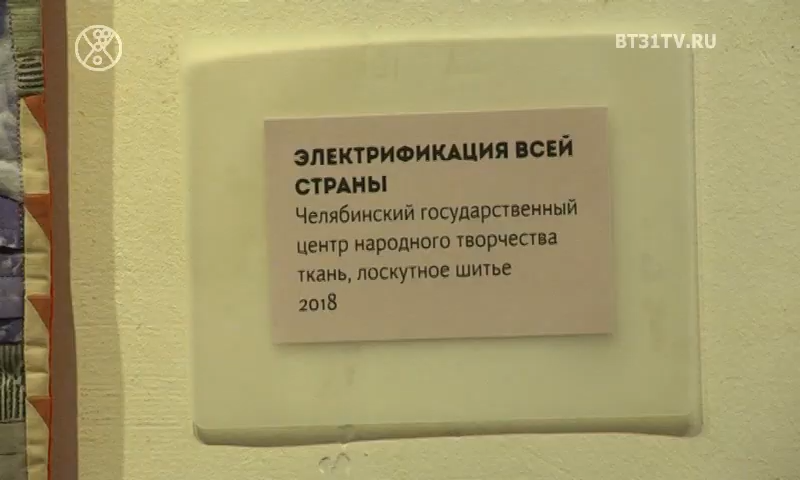 BT31TV.RU
ЭЛЕКТРИФИКАЦИЯ ВСЕЙ
СТРАНЫ
Челябинский государственный
центр народного творчества
ткань, лоскутное шитье
2018